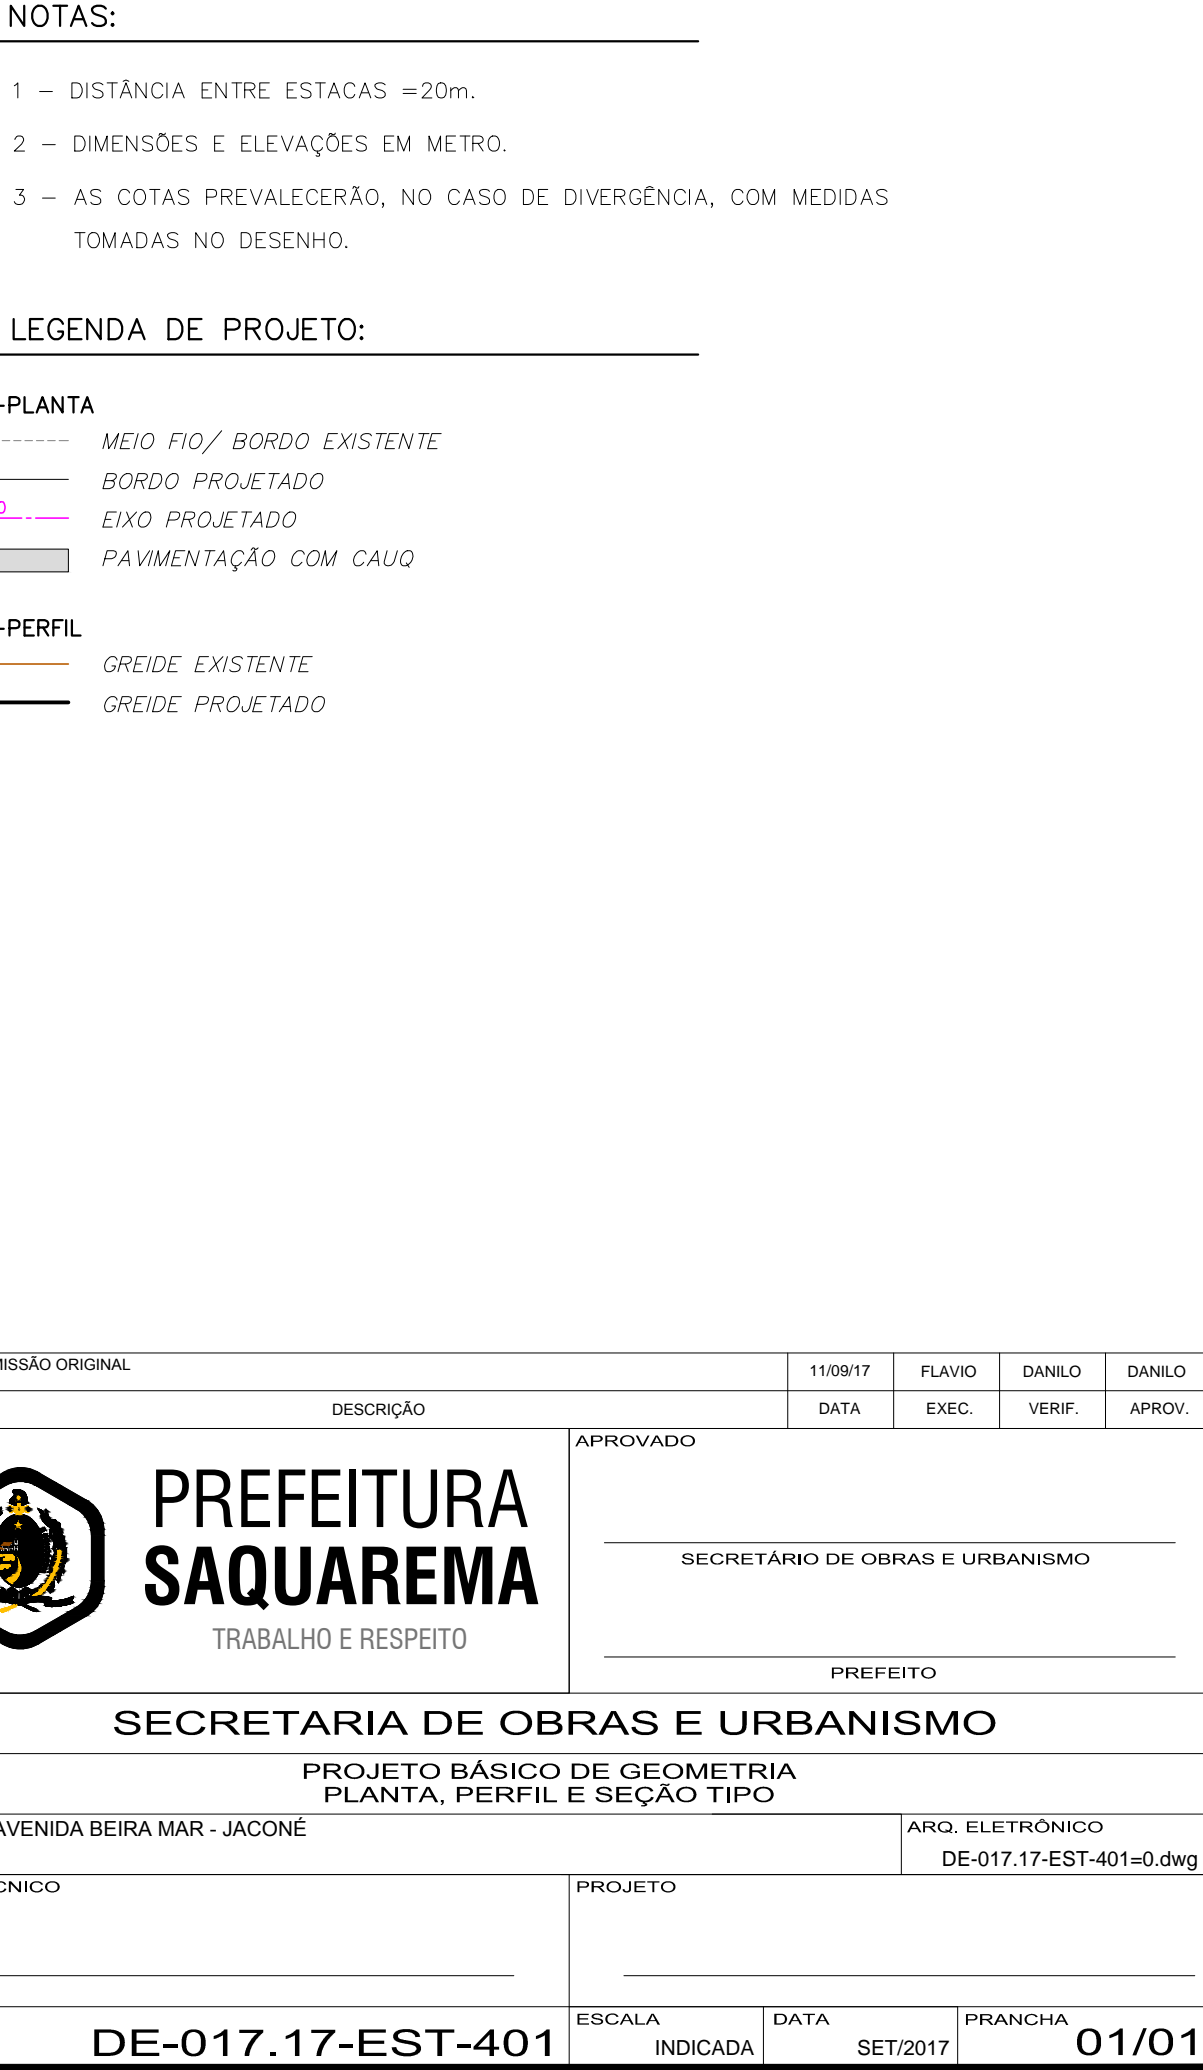 NOTAS:
1 – DISTÂNCIA ENTRE ESTACAS =20m.
2 – DIMENSÕES E ELEVAÇÕES EM METRO.
3 – AS COTAS PREVALECERÃO, NO CASO DE DIVERGÊNCIA, COM MEDIDAS
TOMADAS NO DESENHO.
LEGENDA DE PROJETO:
-PLANTA
MEIO FIO/ BORDO EXISTENTE
BORDO PROJETADO
EIXO PROJETADO
PAVIMENTAÇÃO COM CAUQ
-PERFIL
GREIDE EXISTENTE
GREIDE PROJETADO
MISSÃO ORIGINAL 11/09/17 FLAVIO DANILO DANILO
DESCRIÇÃO DATA EXEC. VERIF. APROV.
PREFEITURA
SAQUAREMA
TRABALHO E RESPEITO
APROVADO
SECRETÁRIO DE OBRAS E URBANISMO
PREFEITO
SECRETARIA DE OBRAS E URBANISMO
PROJETO BÁSICO DE GEOMETRIA
PLANTA, PERFIL E SEÇÃO TIPO
AVENIDA BEIRA MAR - JACONÉ
ARQ. ELETRÔNICO
DE-017.17-EST-401=0.dwg
CNICO
PROJETO
DE-017.17-EST-401
ESCALA
INDICADA
DATA
SET/2017
PRANCHA
01/01